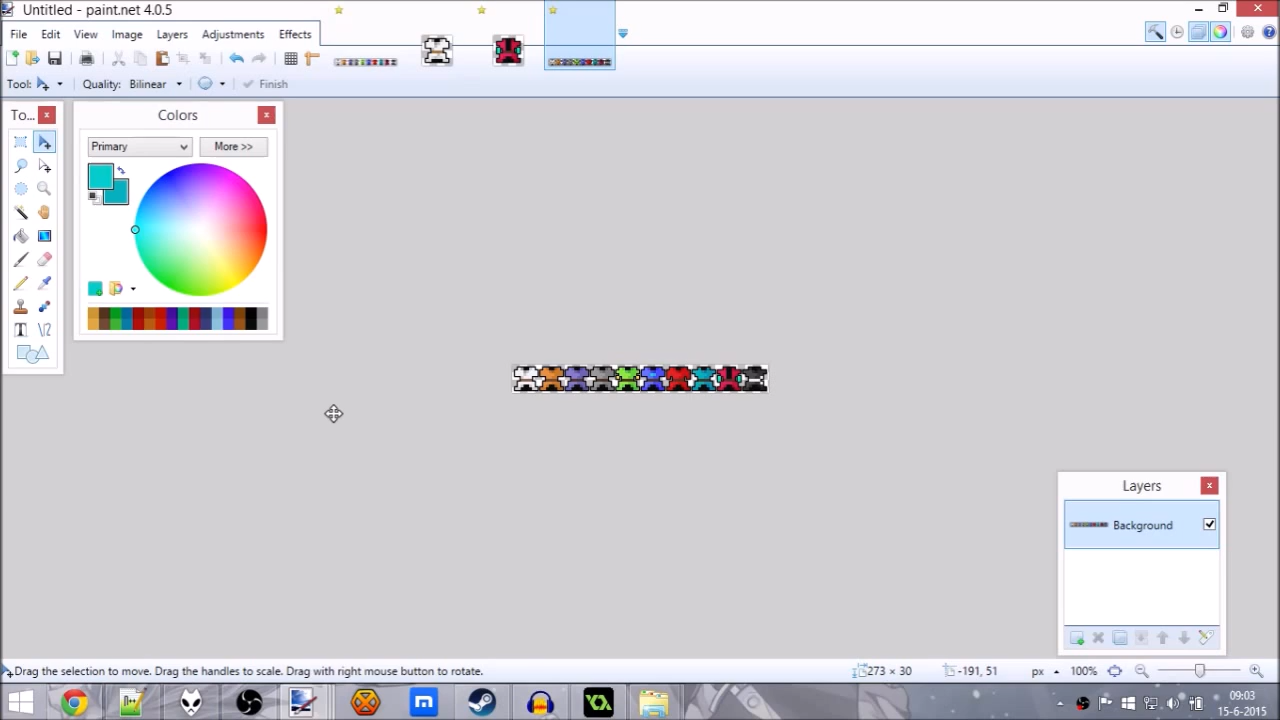 Untitled - paint.net 4.0.5
File Edit View Image Layers Adjustments Effects
Tool: Quality: Bilinear Finish
To...
Colors
Primary More >>
Layers
Background
Drag the selection to move. Drag the handles to scale. Drag with right mouse button to rotate. 273 × 30 -191, 51 px 100%
09:03
15-6-2015